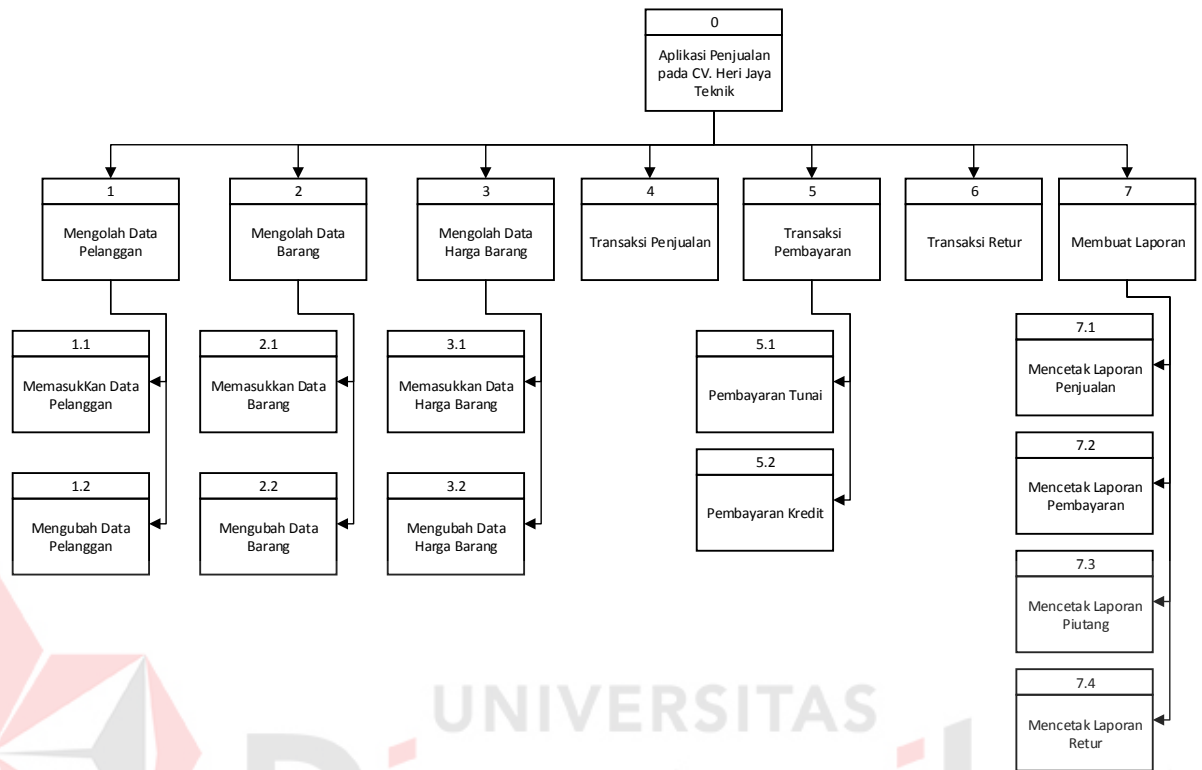 0
Aplikasi Penjualan
pada CV. Heri Jaya
Teknik
1
Mengolah Data
Pelanggan
2
Mengolah Data
Barang
3
Mengolah Data
Harga Barang
4
Transaksi Penjualan
5
Transaksi
Pembayaran
6
Transaksi Retur
7
Membuat Laporan
1.1
MemasukKan Data
Pelanggan
2.1
Memasukkan Data
Barang
3.1
Memasukkan Data
Harga Barang
5.1
Pembayaran Tunai
7.1
Mencetak Laporan
Penjualan
1.2
Mengubah Data
Pelanggan
2.2
Mengubah Data
Barang
3.2
Mengubah Data
Harga Barang
5.2
Pembayaran Kredit
7.2
Mencetak Laporan
Pembayaran
7.3
Mencetak Laporan
Piutang
7.4
Mencetak Laporan
Retur
UNIVERSITAS